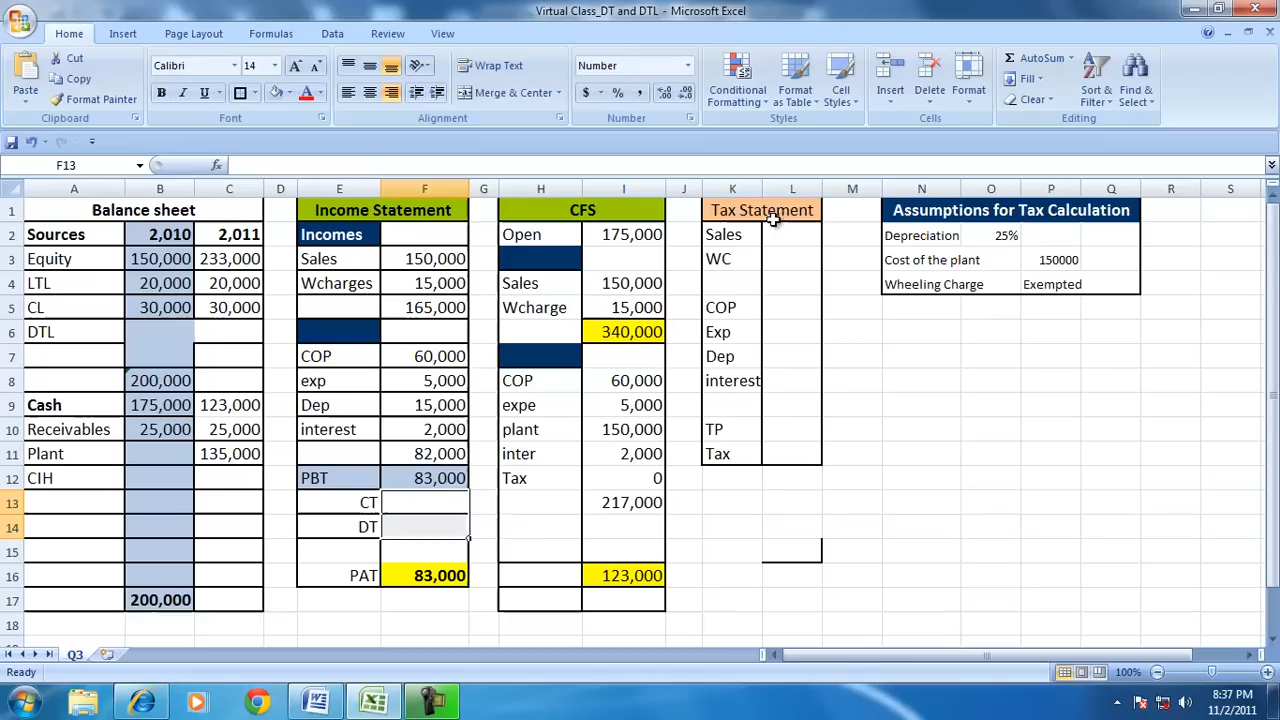 Virtual Class_DT and DTL - Microsoft Excel
Home Insert Page Layout Formulas Data Review View
Cut Calibri 14 Wrap Text Number AutoSum
Copy Fill
Paste Format Painter B I U Merge & Center $ % , Conditional Formatting Format as Table Cell Styles Insert Delete Format Clear Sort & Filter Find & Select
Clipboard Font Alignment Number Styles Cells Editing
F13 fx
A B C D E F G H I J K L M N O P Q R S
1 Balance sheet Income Statement CFS Tax Statement Assumptions for Tax Calculation
2 Sources 2,010 2,011 Incomes Open 175,000 Sales Depreciation 25%
3 Equity 150,000 233,000 Sales 150,000 WC Cost of the plant 150000
4 LTL 20,000 20,000 Wcharges 15,000 Sales 150,000 Wheeling Charge Exempted
5 CL 30,000 30,000 165,000 Wcharge 15,000 COP
6 DTL 340,000 Exp
7 COP 60,000 Dep
8 200,000 exp 5,000 COP 60,000 interest
9 Cash 175,000 123,000 Dep 15,000 expe 5,000
10 Receivables 25,000 25,000 interest 2,000 plant 150,000 TP
11 Plant 135,000 82,000 inter 2,000 Tax
12 CIH PBT 83,000 Tax 0
13 CT 217,000
14 DT
15
16 PAT 83,000 123,000
17 200,000
18
Q3
Ready 100%
8:37 PM
11/2/2011